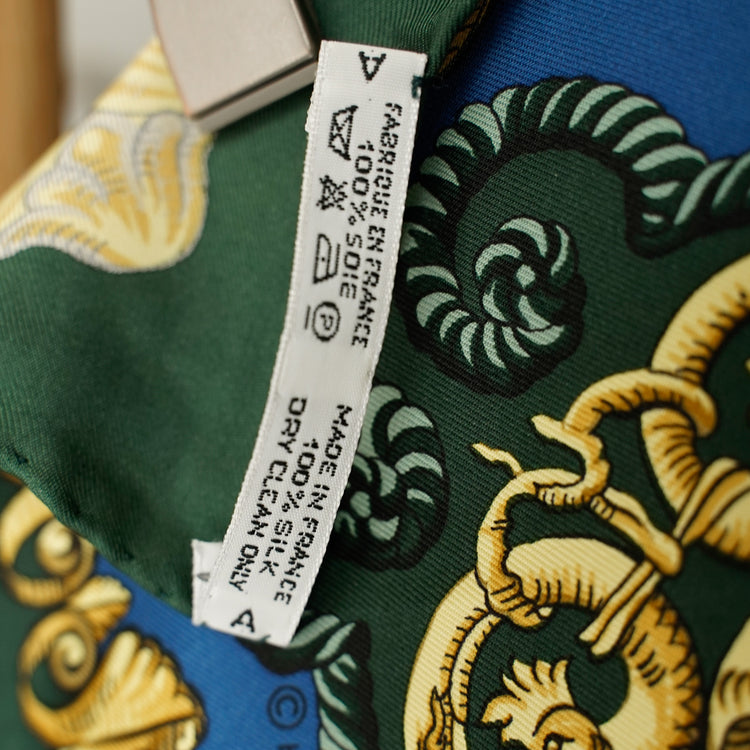 A
FABRIQUE EN FRANCE
100% SOIE
P
MADE IN FRANCE
100% SILK
DRY CLEAN ONLY
A
©